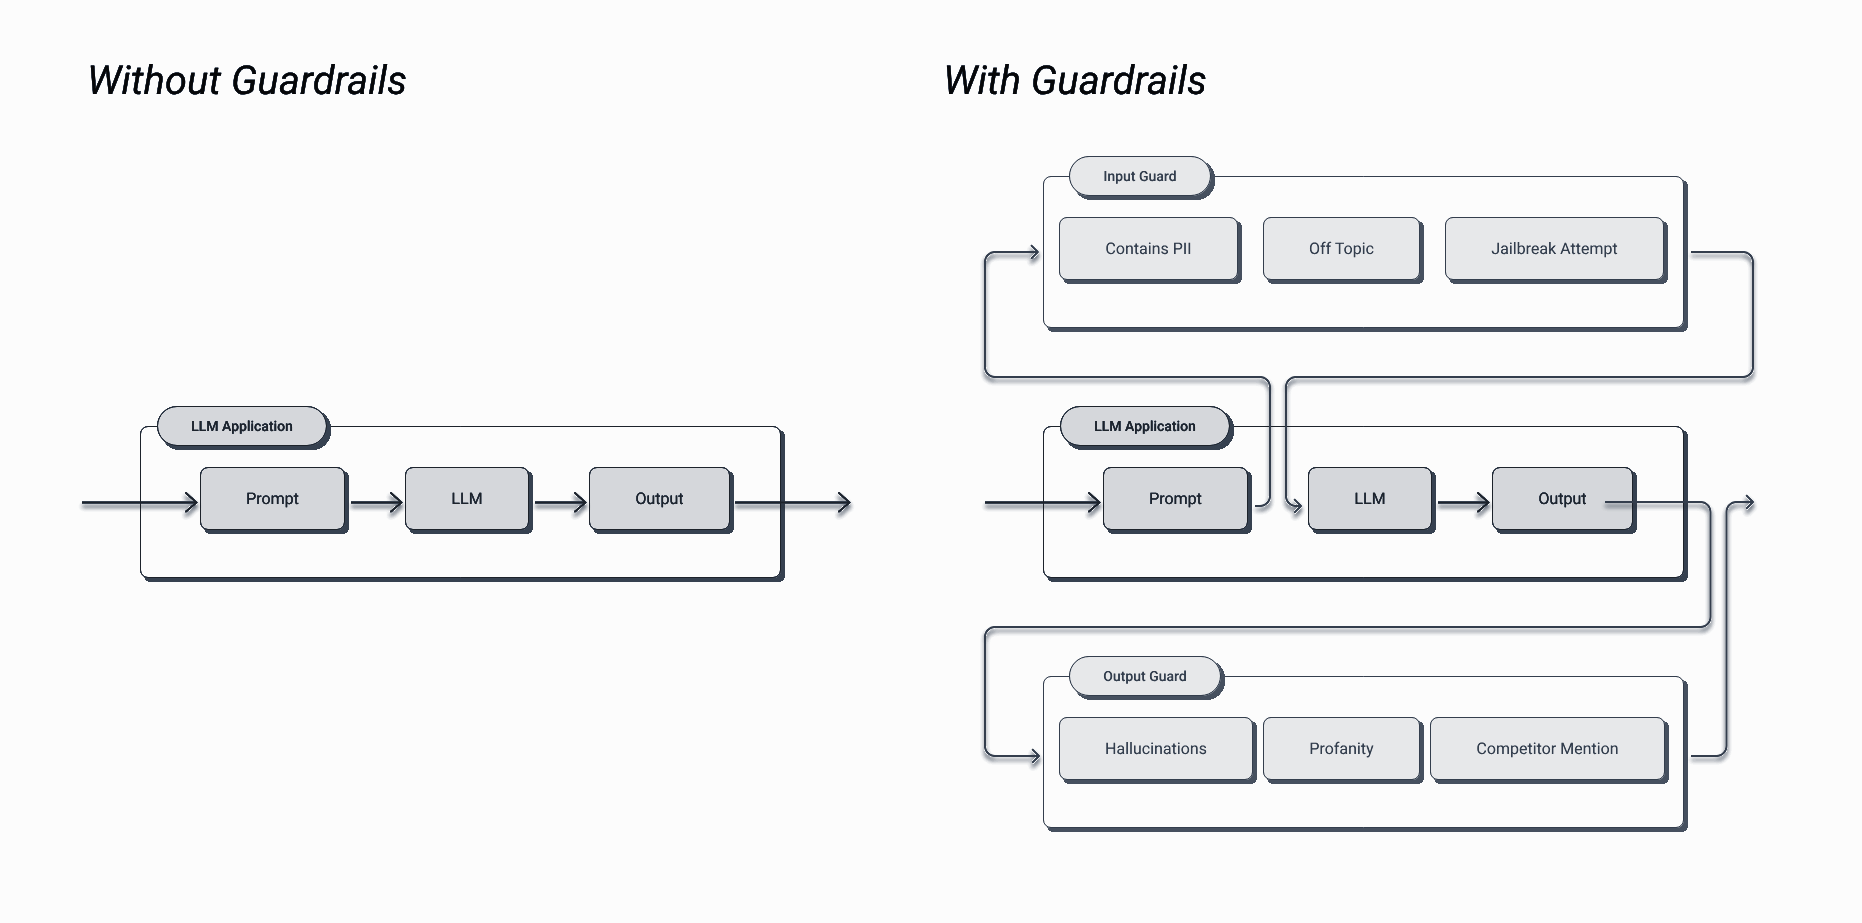 Without Guardrails
LLM Application
Prompt
LLM
Output
With Guardrails
Input Guard
Contains PII
Off Topic
Jailbreak Attempt
LLM Application
Prompt
LLM
Output
Output Guard
Hallucinations
Profanity
Competitor Mention